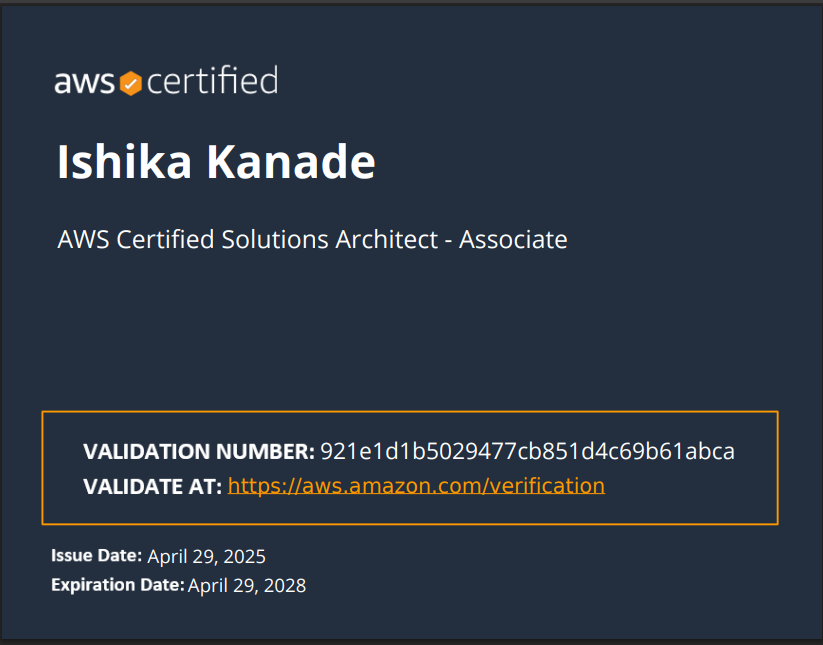 aws certified
Ishika Kanade
AWS Certified Solutions Architect - Associate
VALIDATION NUMBER: 921e1d1b5029477cb851d4c69b61abca
VALIDATE AT: https://aws.amazon.com/verification
Issue Date: April 29, 2025
Expiration Date: April 29, 2028